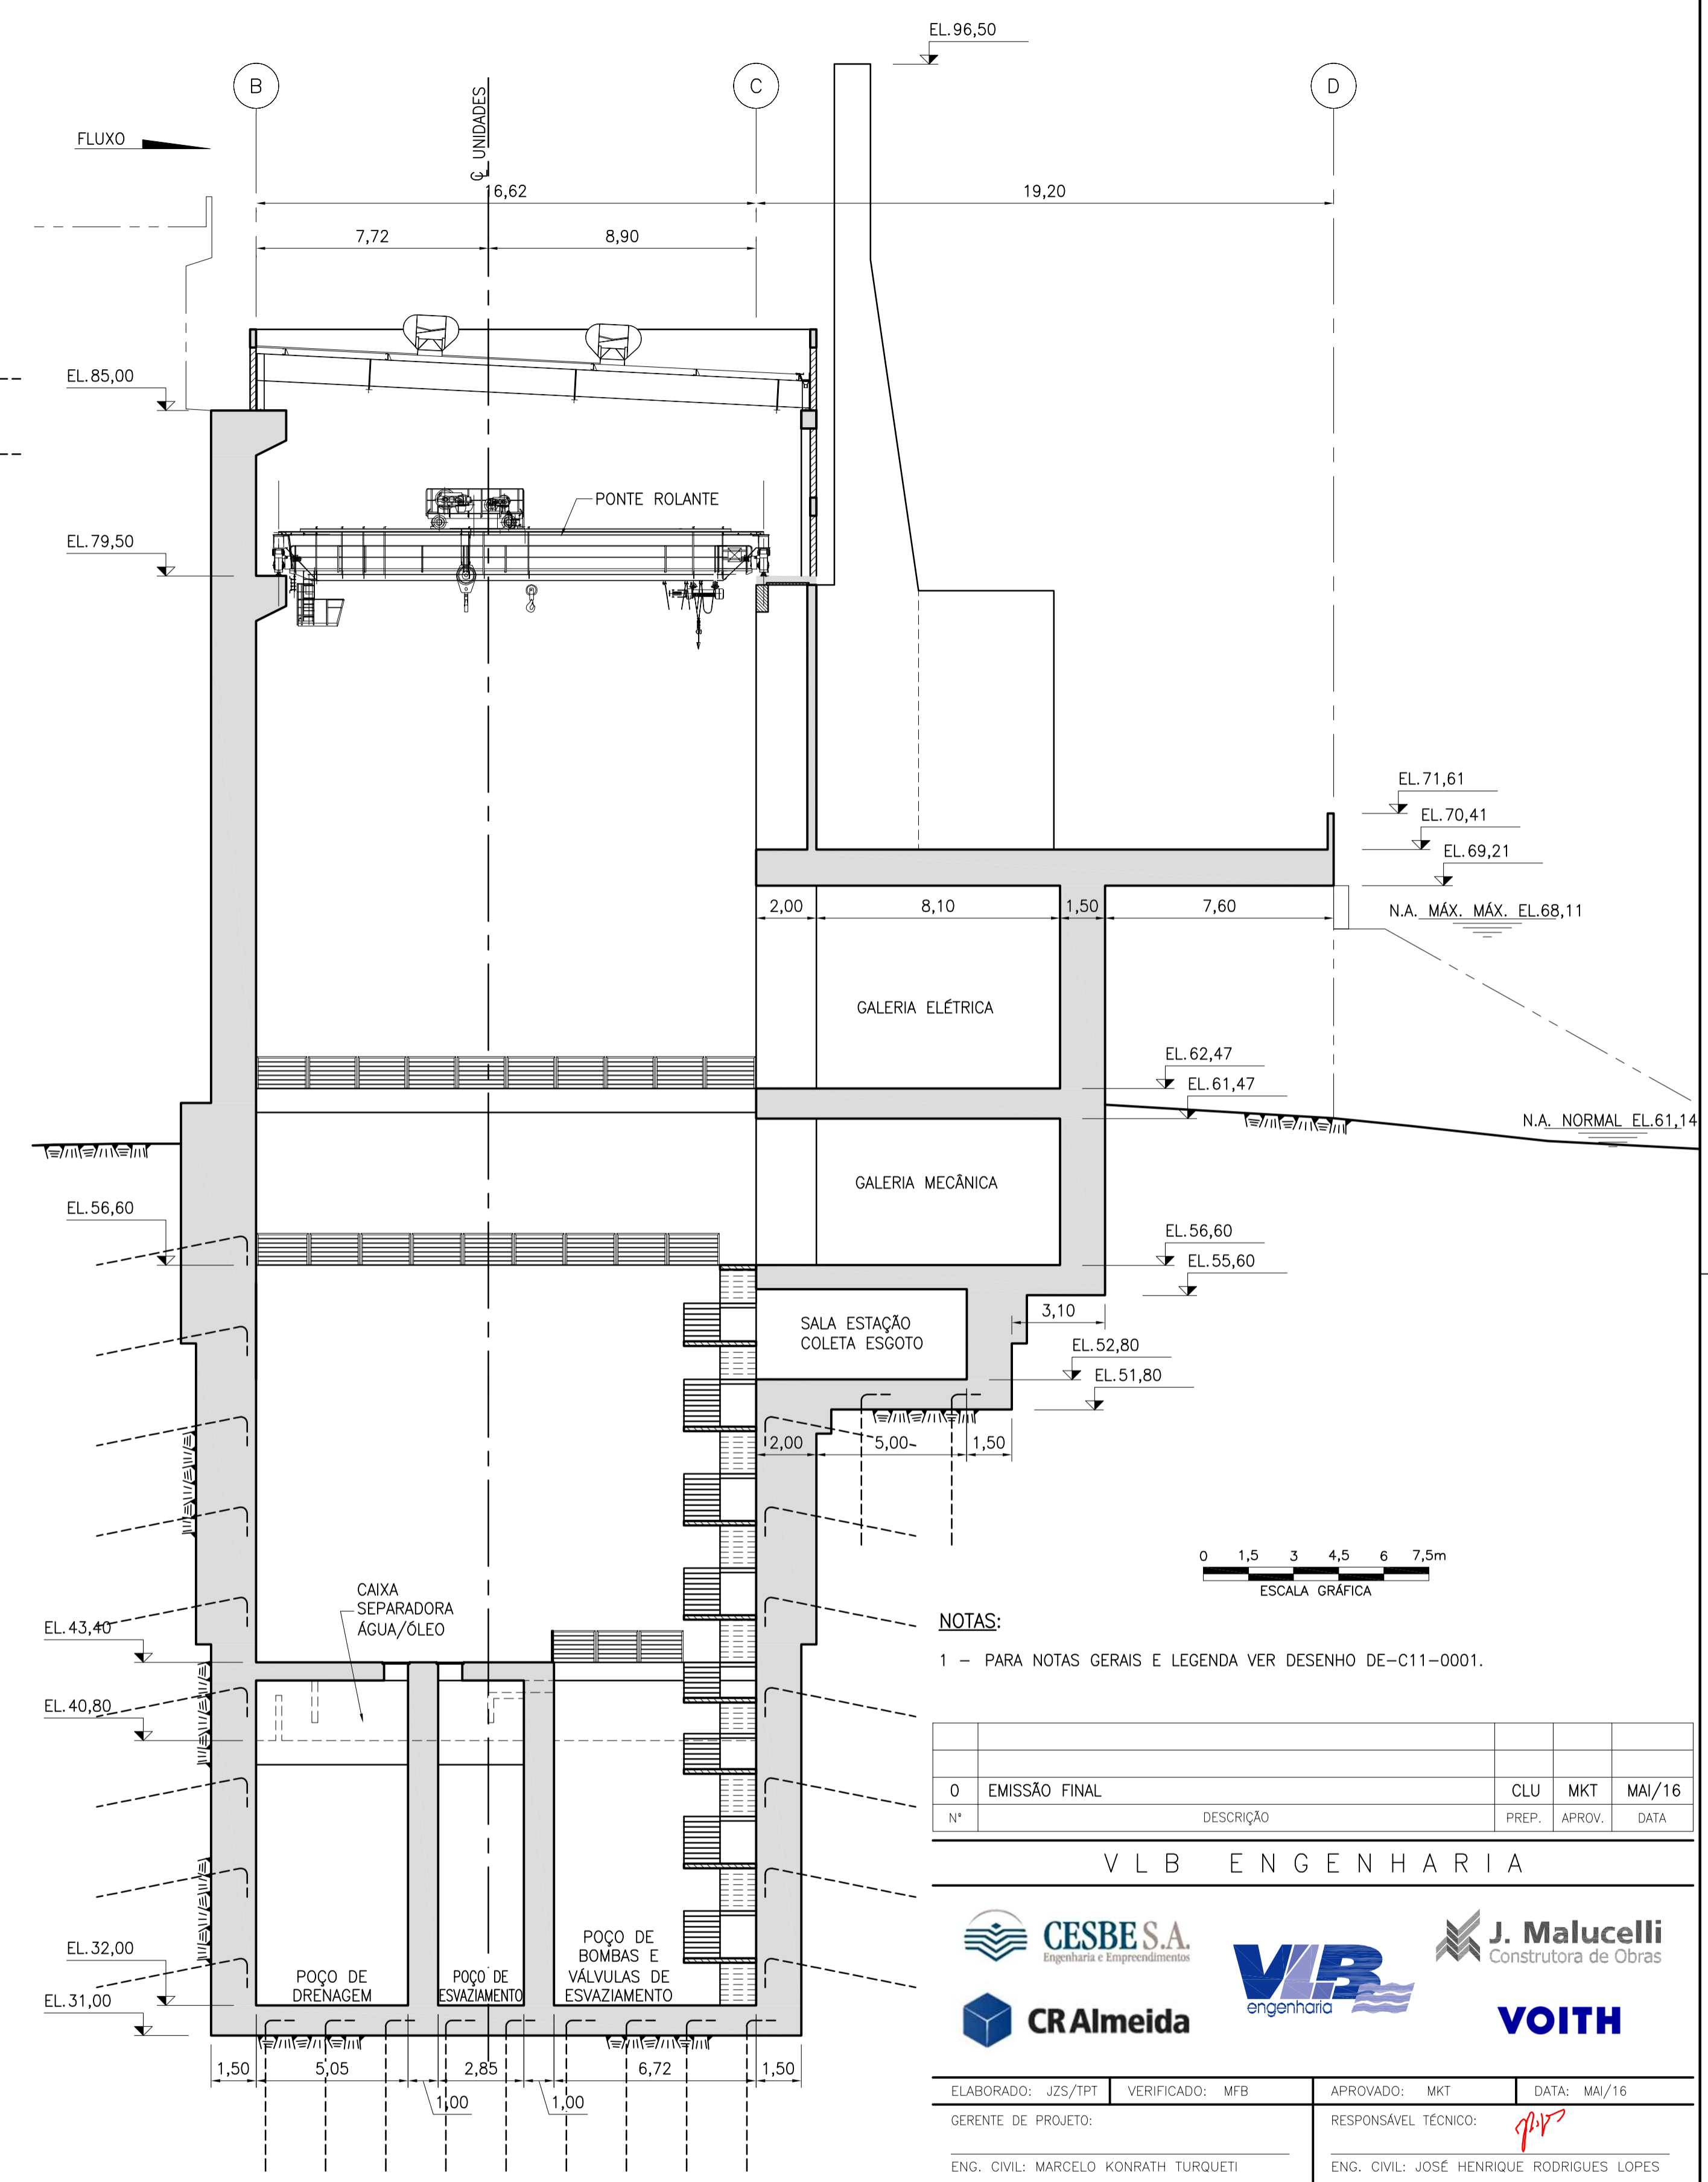 EL.96,50
B
C
D
FLUXO
℄ UNIDADES
16,62
19,20
7,72
8,90
EL.85,00
PONTE ROLANTE
EL.79,50
EL.71,61
EL.70,41
EL.69,21
2,00
8,10
1,50
7,60
N.A. MÁX. MÁX. EL.68,11
GALERIA ELÉTRICA
EL.62,47
EL.61,47
N.A. NORMAL EL.61,14
GALERIA MECÂNICA
EL.56,60
EL.56,60
EL.55,60
3,10
SALA ESTAÇÃO
COLETA ESGOTO
EL.52,80
EL.51,80
2,00
5,00
1,50
0 1,5 3 4,5 6 7,5m
ESCALA GRÁFICA
CAIXA
SEPARADORA
ÁGUA/ÓLEO
EL.43,40
NOTAS:
1 – PARA NOTAS GERAIS E LEGENDA VER DESENHO DE-C11-0001.
EL.40,80
0 EMISSÃO FINAL CLU MKT MAI/16
Nº DESCRIÇÃO PREP. APROV. DATA
VLB ENGENHARIA
CESBE S.A.
Engenharia e Empreendimentos
J. Malucelli
Construtora de Obras
VLB
engenharia
CR Almeida
VOITH
EL.32,00
EL.31,00
POÇO DE
DRENAGEM
POÇO DE
ESVAZIAMENTO
POÇO DE
BOMBAS E
VÁLVULAS DE
ESVAZIAMENTO
1,50
5,05
2,85
6,72
1,50
1,00
1,00
ELABORADO: JZS/TPT VERIFICADO: MFB APROVADO: MKT DATA: MAI/16
GERENTE DE PROJETO:
RESPONSÁVEL TÉCNICO:
ENG. CIVIL: MARCELO KONRATH TURQUETI
ENG. CIVIL: JOSÉ HENRIQUE RODRIGUES LOPES